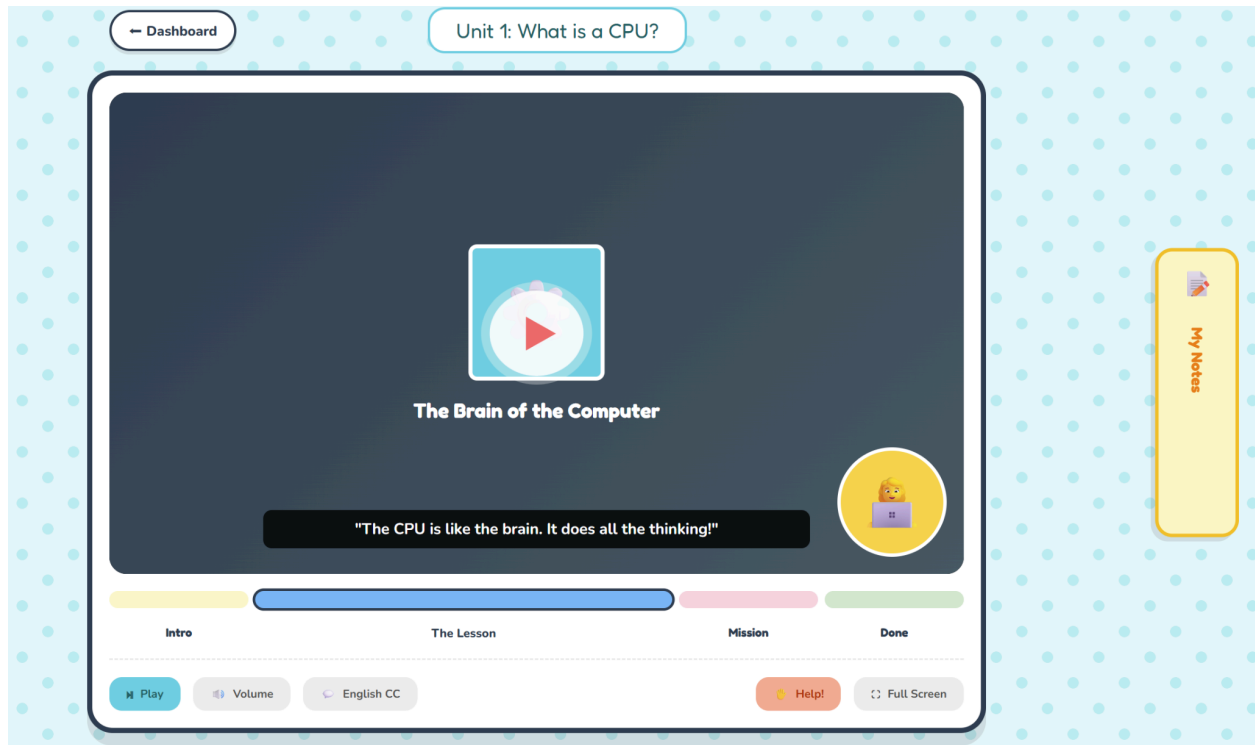 ← Dashboard
Unit 1: What is a CPU?
The Brain of the Computer
"The CPU is like the brain. It does all the thinking!"
My Notes
Intro
The Lesson
Mission
Done
Play
Volume
English CC
Help!
Full Screen